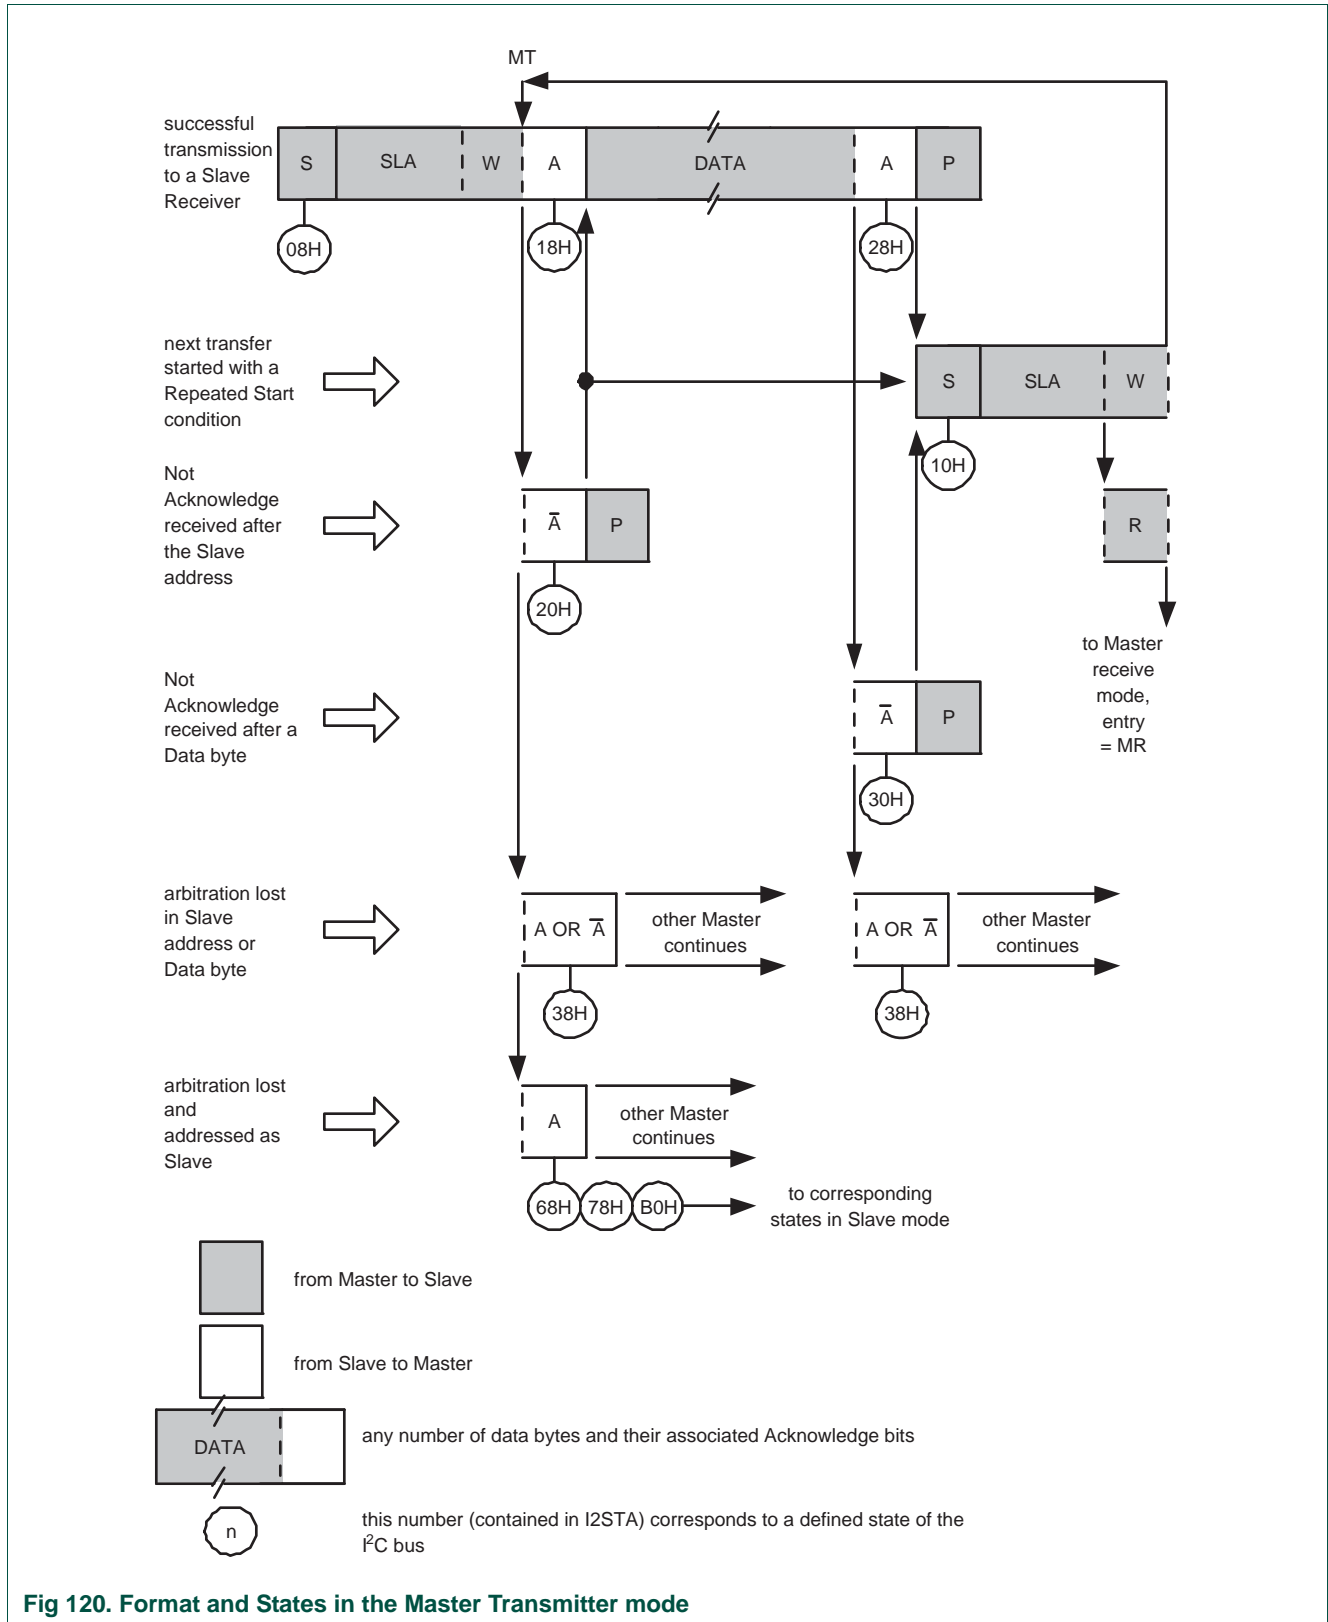 MT
successful
transmission
to a Slave
Receiver
S SLA W A DATA A P
08H 18H 28H
next transfer
started with a
Repeated Start
condition
S SLA W
10H
Not
Acknowledge
received after
the Slave
address
A̅ P
R
20H
to Master
receive
mode,
entry
= MR
Not
Acknowledge
received after a
Data byte
A̅ P
30H
arbitration lost
in Slave
address or
Data byte
A OR A̅
other Master
continues
A OR A̅
other Master
continues
38H 38H
arbitration lost
and
addressed as
Slave
A
other Master
continues
68H 78H B0H
to corresponding
states in Slave mode
from Master to Slave
from Slave to Master
DATA
any number of data bytes and their associated Acknowledge bits
n
this number (contained in I2STA) corresponds to a defined state of the
I²C bus
Fig 120. Format and States in the Master Transmitter mode